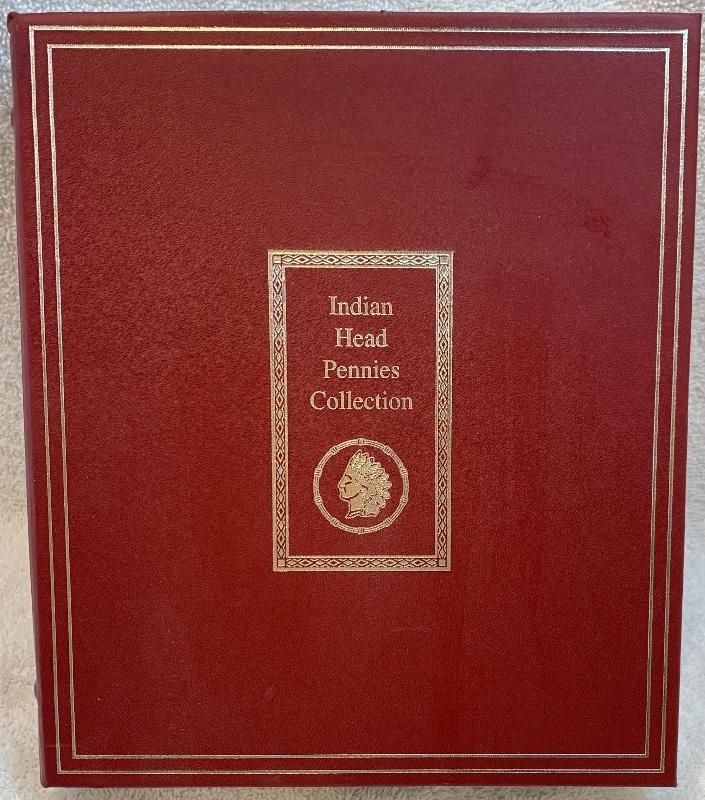 Indian
Head
Pennies
Collection